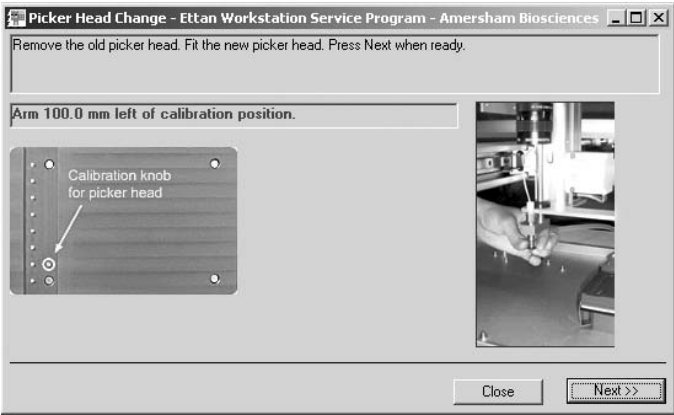 Picker Head Change - Ettan Workstation Service Program - Amersham Biosciences
Remove the old picker head. Fit the new picker head. Press Next when ready.
Arm 100.0 mm left of calibration position.
Calibration knob
for picker head
Close
Next >>